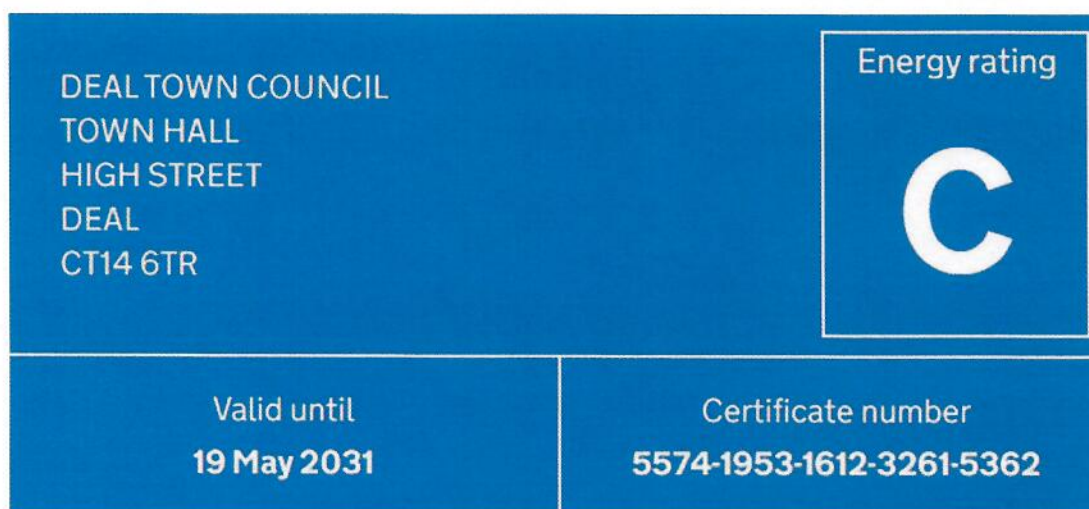 DEAL TOWN COUNCIL
TOWN HALL
HIGH STREET
DEAL
CT14 6TR
Energy rating
C
Valid until
19 May 2031
Certificate number
5574-1953-1612-3261-5362